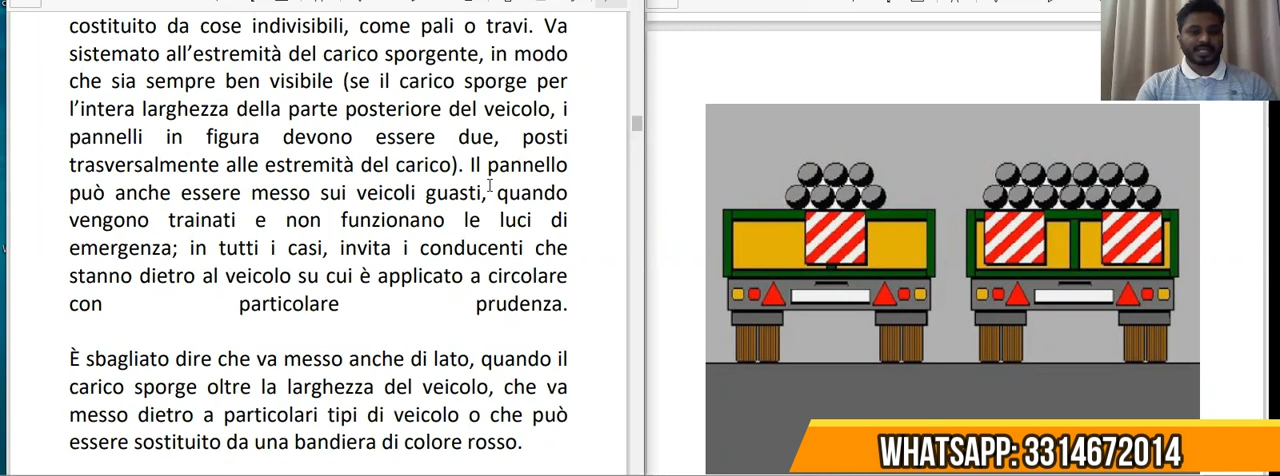 costituito da cose indivisibili, come pali o travi. Va
sistemato all’estremità del carico sporgente, in modo
che sia sempre ben visibile (se il carico sporge per
l’intera larghezza della parte posteriore del veicolo, i
pannelli in figura devono essere due, posti
trasversalmente alle estremità del carico). Il pannello
può anche essere messo sui veicoli guasti, quando
vengono trainati e non funzionano le luci di
emergenza; in tutti i casi, invita i conducenti che
stanno dietro al veicolo su cui è applicato a circolare
con particolare prudenza.
È sbagliato dire che va messo anche di lato, quando il
carico sporge oltre la larghezza del veicolo, che va
messo dietro a particolari tipi di veicolo o che può
essere sostituito da una bandiera di colore rosso.
WHATSAPP: 3314672014